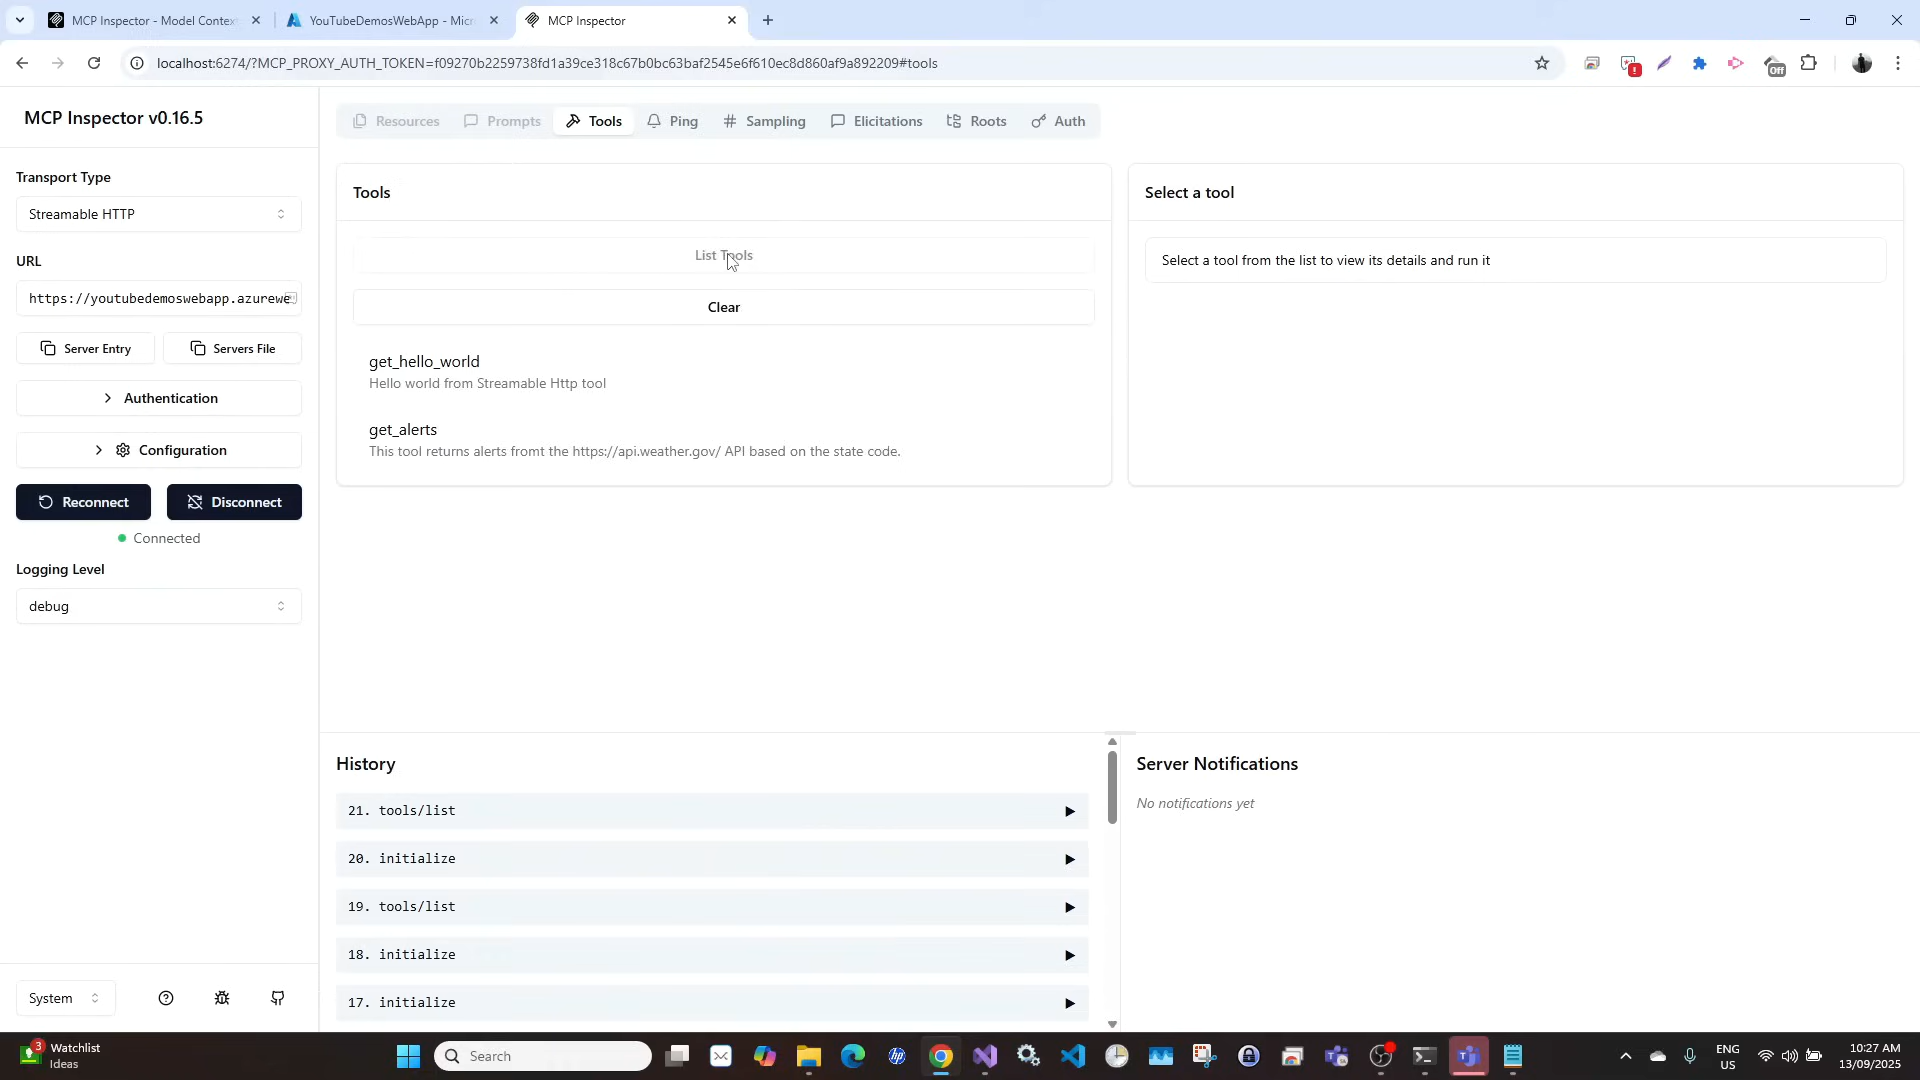 MCP Inspector - Model Contex
YouTubeDemosWebApp - Micr
MCP Inspector
localhost:6274/?MCP_PROXY_AUTH_TOKEN=f09270b2259738fd1a39ce318c67b0bc63baf2545e6f610ec8d860af9a892209#tools
Off
MCP Inspector v0.16.5
Resources
Prompts
Tools
Ping
Sampling
Elicitations
Roots
Auth
Transport Type
Streamable HTTP
URL
https://youtubedemoswebapp.azurewe
Server Entry
Servers File
Authentication
Configuration
Reconnect
Disconnect
Connected
Logging Level
debug
System
Tools
List Tools
Clear
get_hello_world
Hello world from Streamable Http tool
get_alerts
This tool returns alerts fromt the https://api.weather.gov/ API based on the state code.
Select a tool
Select a tool from the list to view its details and run it
History
21. tools/list
20. initialize
19. tools/list
18. initialize
17. initialize
Server Notifications
No notifications yet
3
Watchlist
Ideas
Search
ENG
US
10:27 AM
13/09/2025